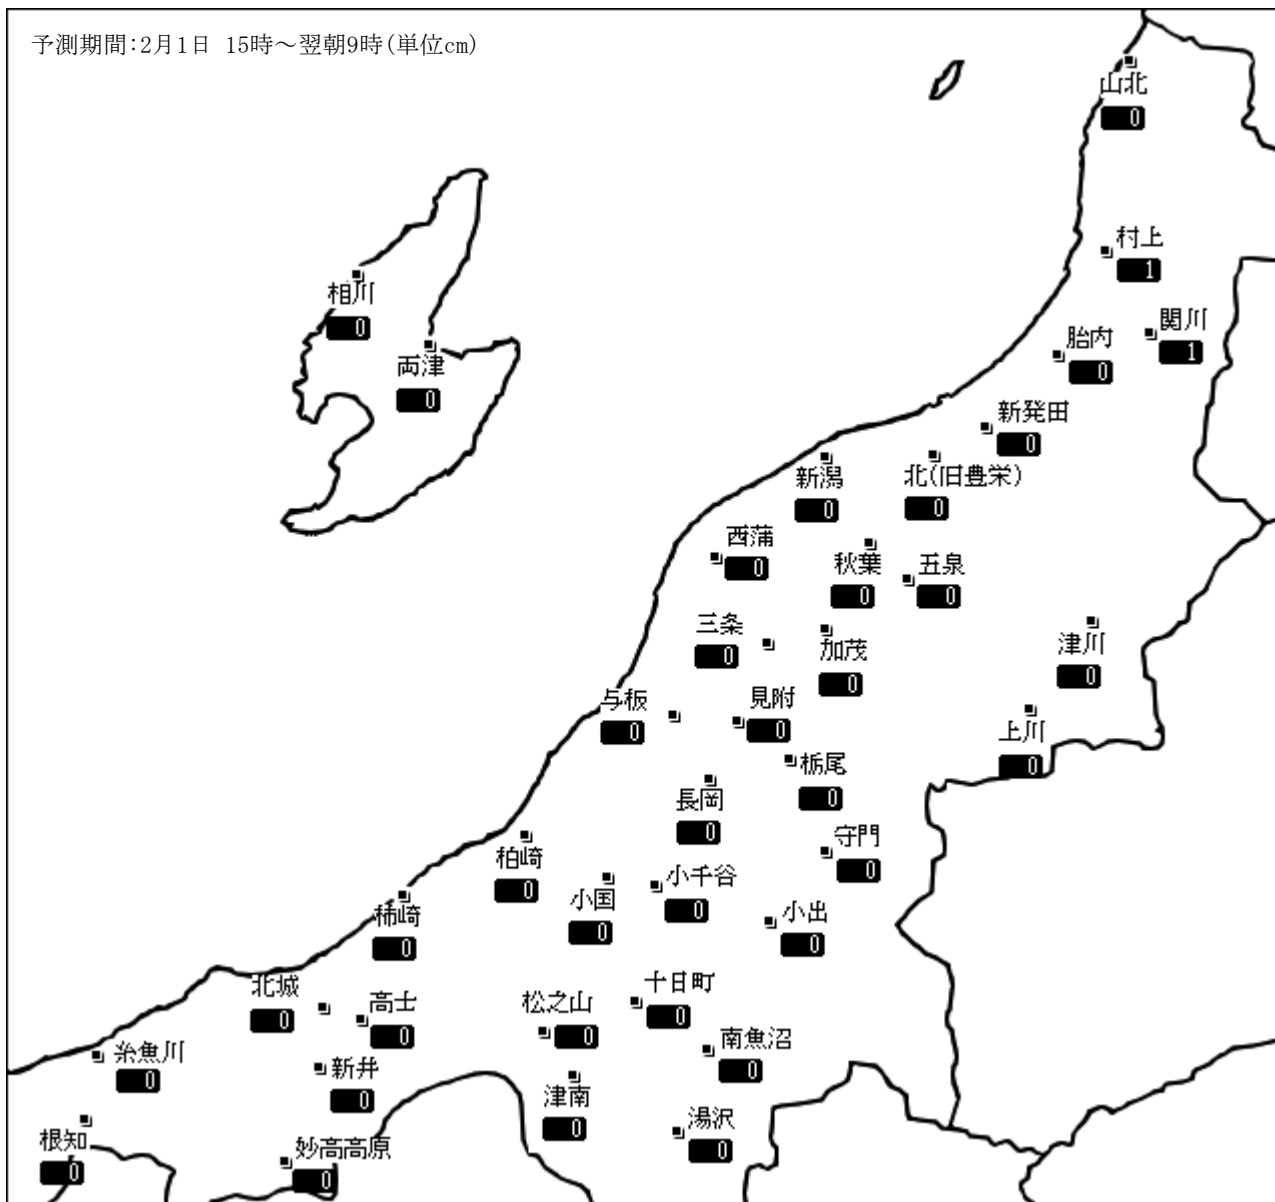 予測期間:2月1日 15時～翌朝9時(単位cm)
山北
0
村上
1
相川
0
関川
1
胎内
0
両津
0
新発田
0
新潟
0
北(旧豊栄)
0
西蒲
0
秋葉
0
五泉
0
三条
0
加茂
0
津川
0
与板
0
見附
0
上川
0
栃尾
0
長岡
0
守門
0
柏崎
0
小国
0
小千谷
0
小出
0
柿崎
0
北城
0
高士
0
松之山
0
十日町
0
南魚沼
0
糸魚川
0
新井
0
津南
0
湯沢
0
根知
0
妙高高原
0